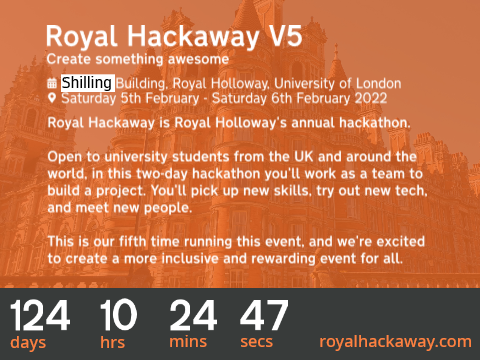 Royal Hackaway V5
Create something awesome
Shilling Building, Royal Holloway, University of London
Saturday 5th February - Saturday 6th February 2022
Royal Hackaway is Royal Holloway's annual hackathon.
Open to university students from the UK and around the
world, in this two-day hackathon you'll work as a team to
build a project. You'll pick up new skills, try out new tech,
and meet new people.
This is our fifth time running this event, and we're excited
to create a more inclusive and rewarding event for all.
124 10 24 47
days hrs mins secs royalhackaway.com